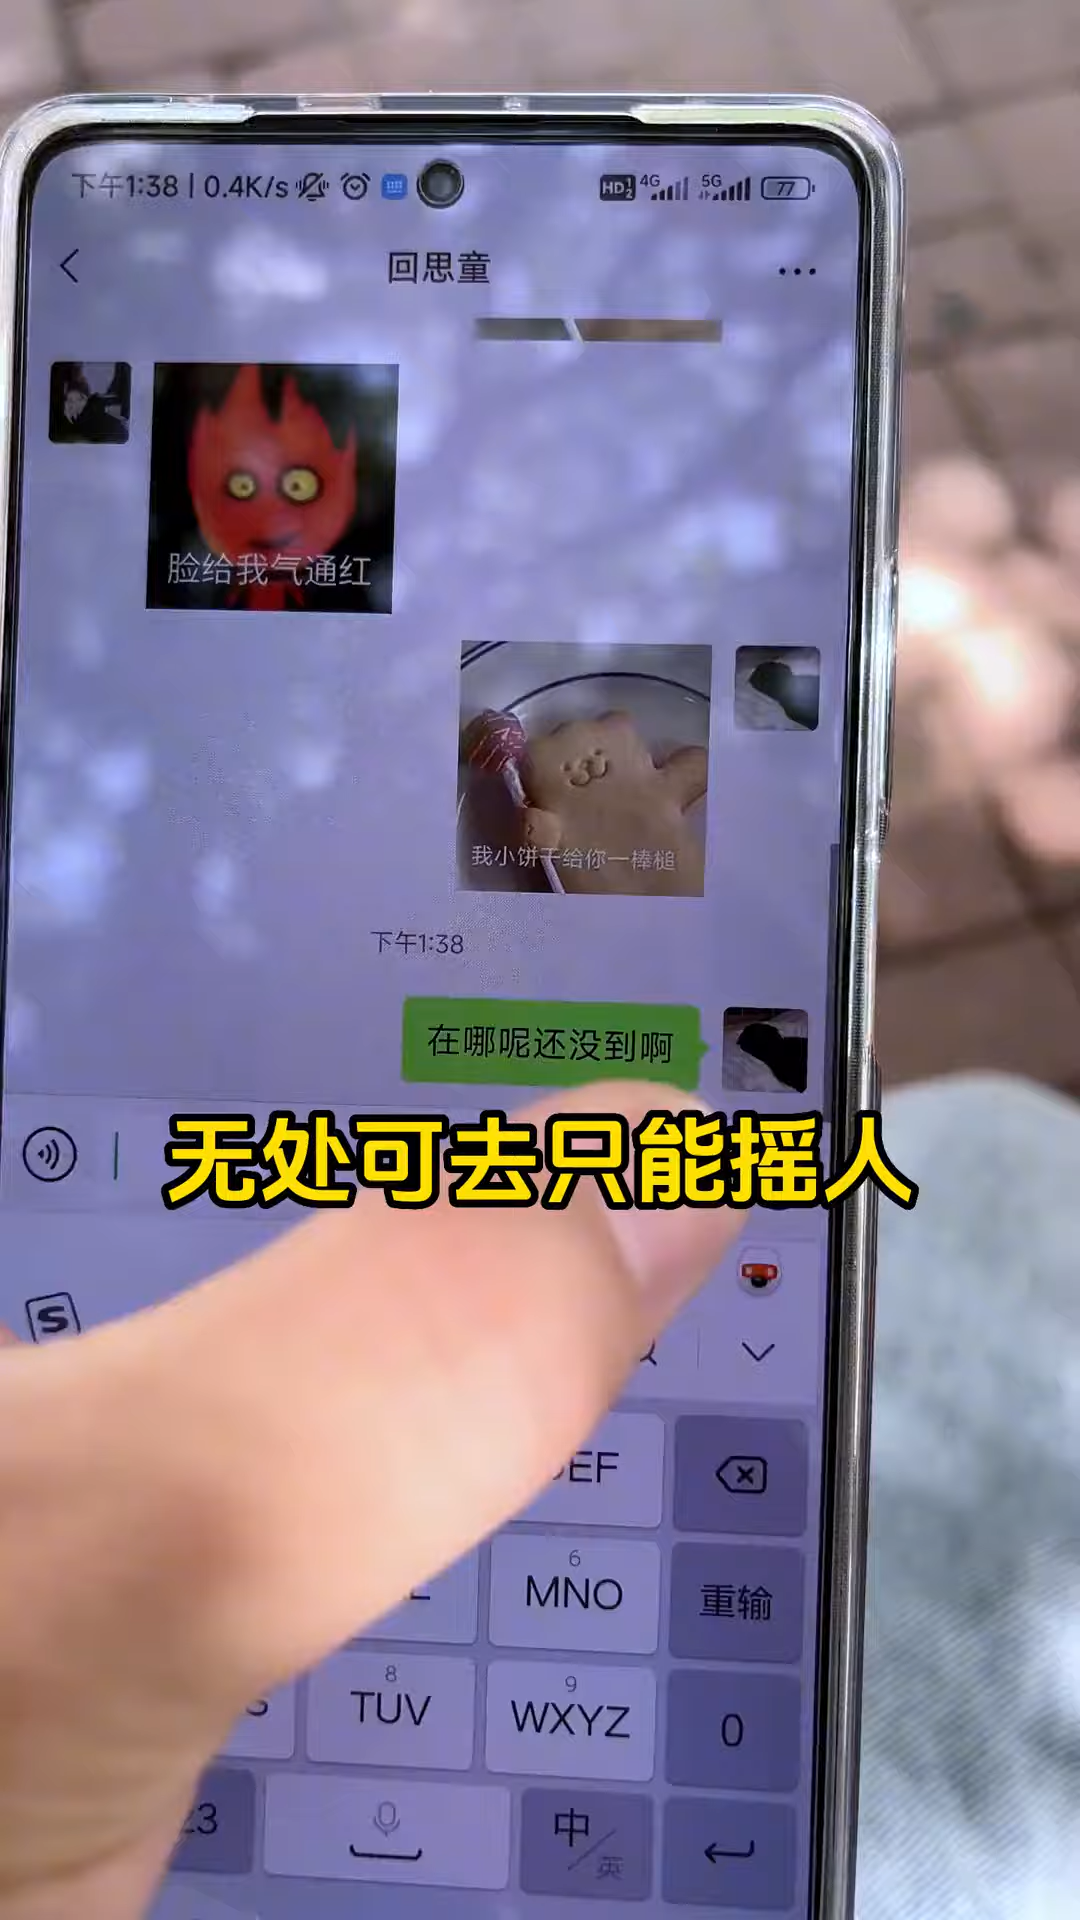 下午1:38 | 0.4K/s
HD 1 2 4G 5G 77
回思童
脸给我气通红
我小饼干给你一棒槌
下午1:38
在哪呢还没到啊
无处可去只能摇人
S
EF
6
MNO
重输
8
TUV
9
WXYZ
0
中/英